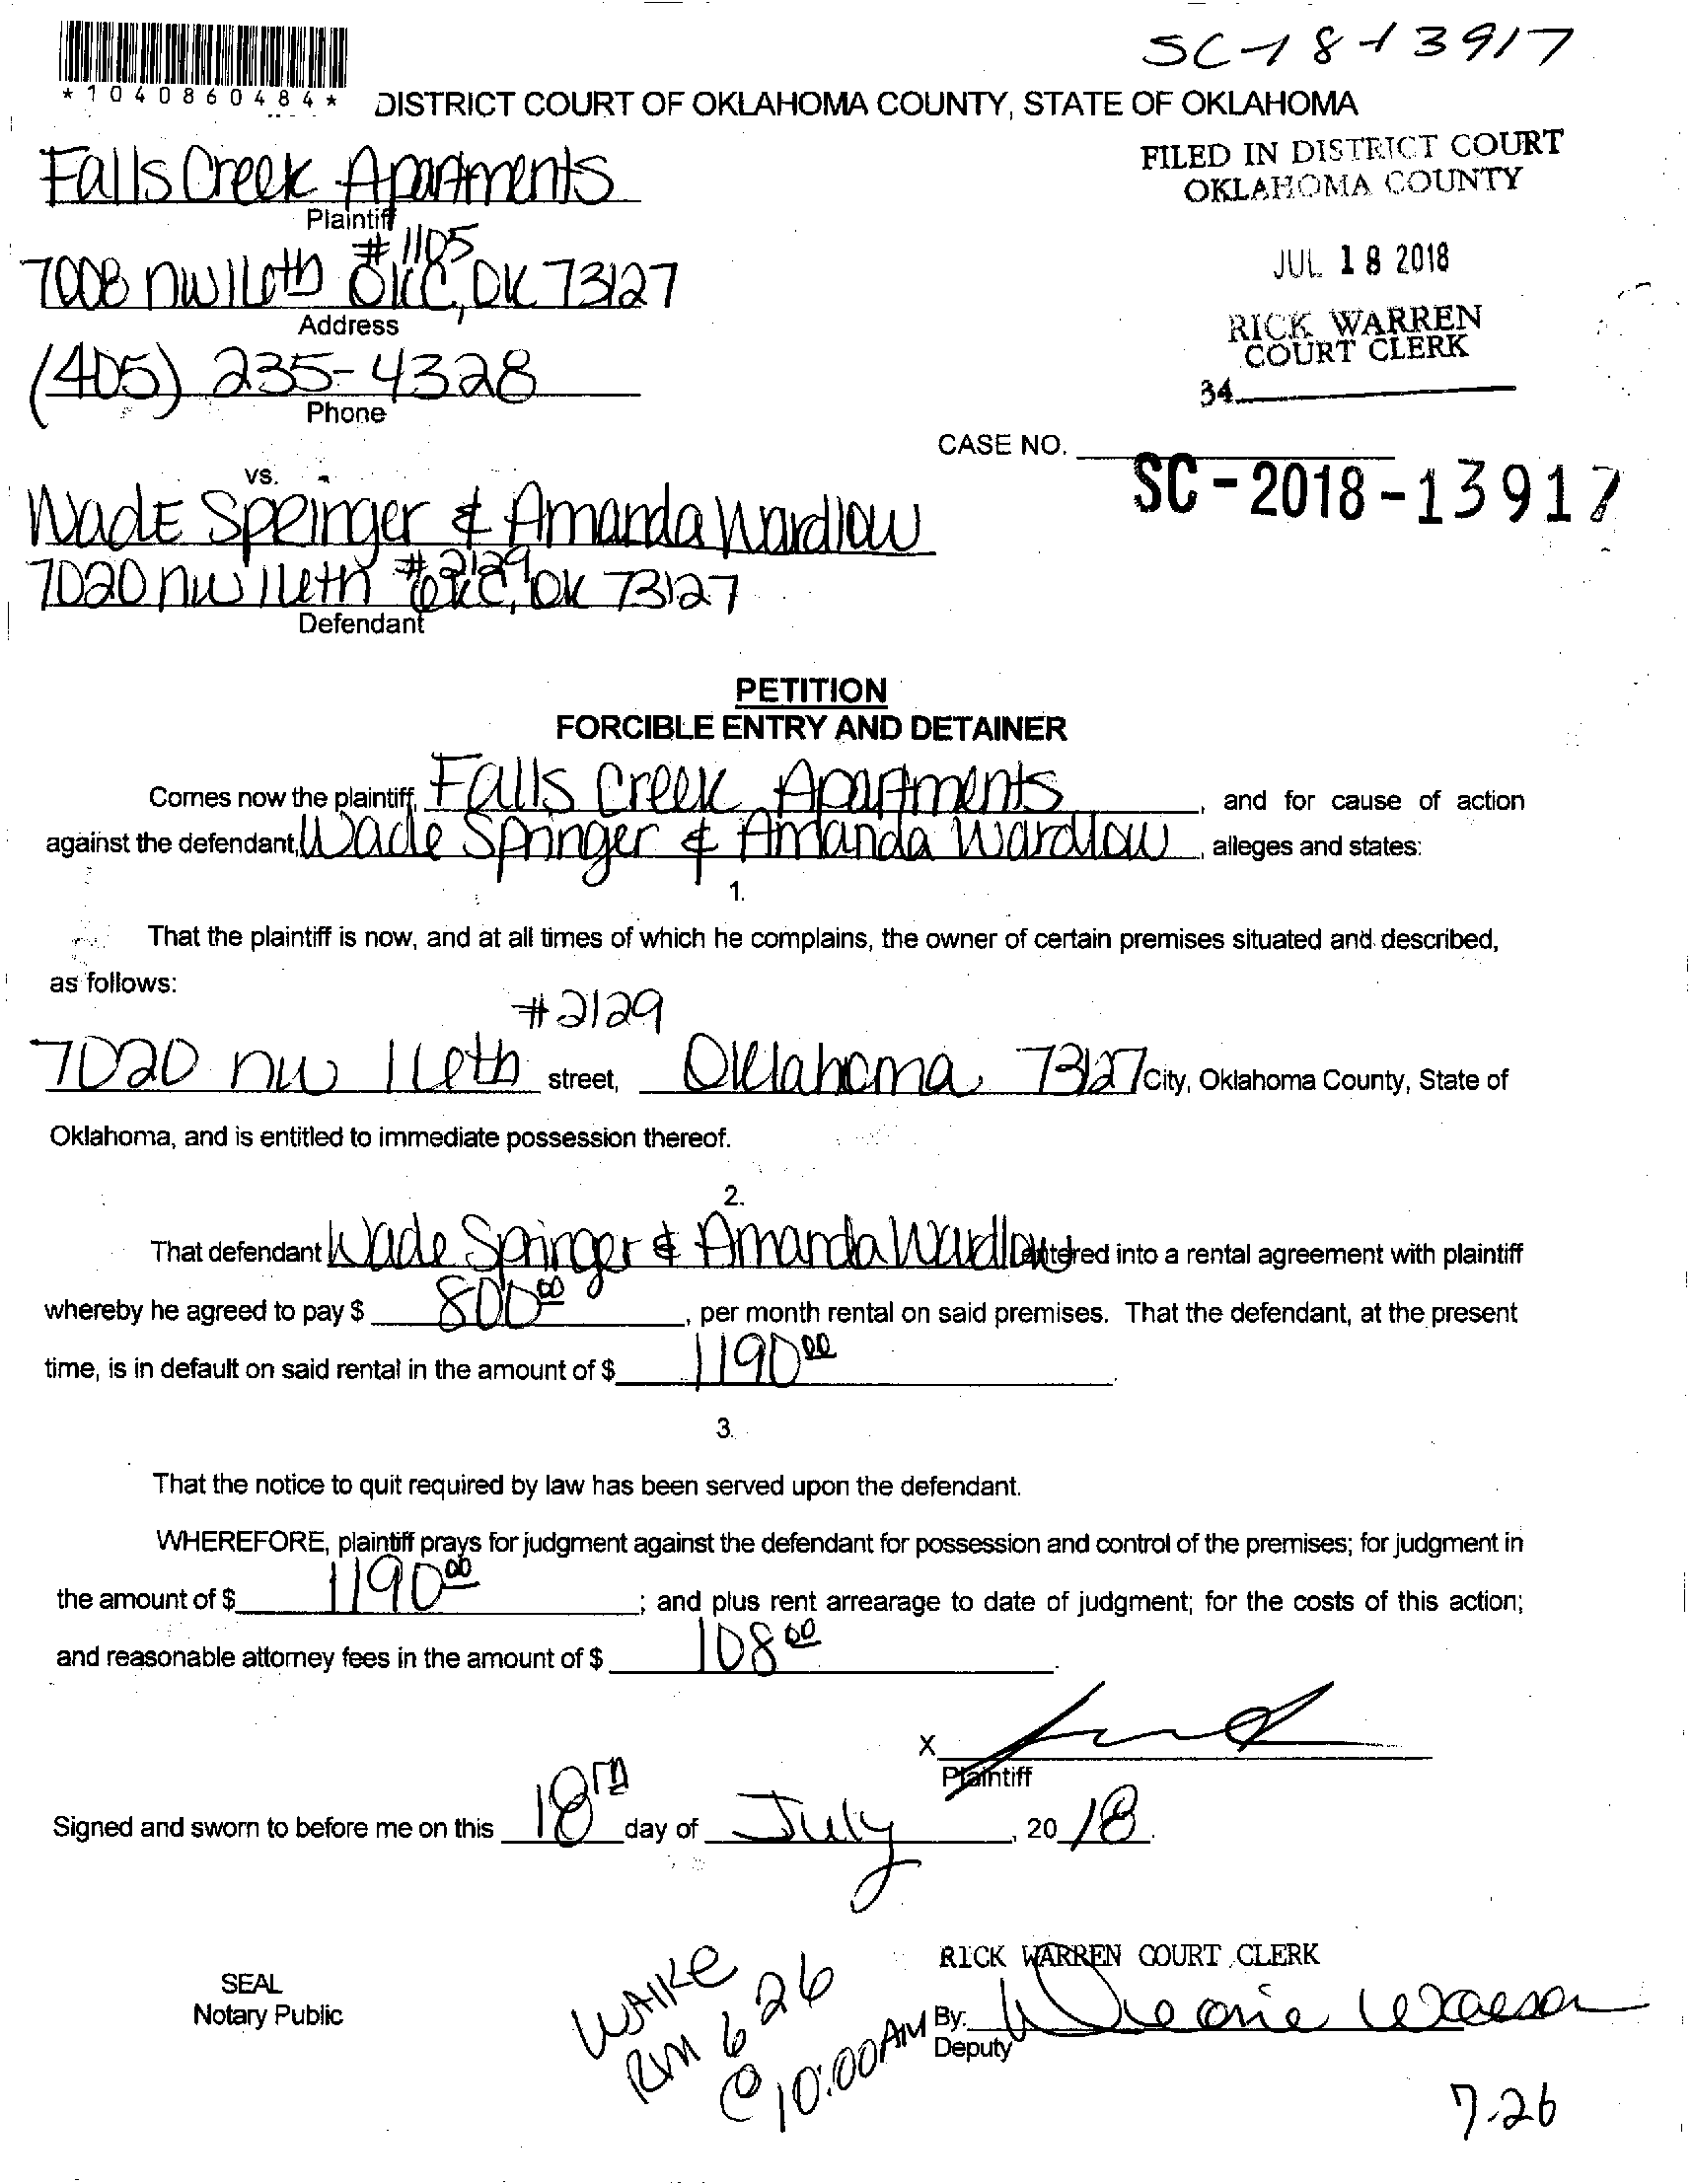 SC-18-13917
*1040860484*
DISTRICT COURT OF OKLAHOMA COUNTY, STATE OF OKLAHOMA
FILED IN DISTRICT COURT
OKLAHOMA COUNTY
Falls Creek Apartments
Plaintiff
#1105
7008 nw 16th OKC, OK 73127
Address
JUL 18 2018
RICK WARREN
COURT CLERK
34
(405) 235-4328
Phone
CASE NO.
SC-2018-13917
vs.
Wade Springer & Amanda Wardlow
7020 nw 16th #2129 OKC, OK 73127
Defendant
PETITION
FORCIBLE ENTRY AND DETAINER
Comes now the plaintiff, Falls Creek Apartments, and for cause of action
against the defendant, Wade Springer & Amanda Wardlow, alleges and states:
1.
That the plaintiff is now, and at all times of which he complains, the owner of certain premises situated and described,
as follows:
#2129
7020 nw 16th street, Oklahoma, 73127 City, Oklahoma County, State of
Oklahoma, and is entitled to immediate possession thereof.
2.
That defendant Wade Springer & Amanda Wardlow entered into a rental agreement with plaintiff
whereby he agreed to pay $ 800 00, per month rental on said premises. That the defendant, at the present
time, is in default on said rental in the amount of $ 1190 00.
3.
That the notice to quit required by law has been served upon the defendant.
WHEREFORE, plaintiff prays for judgment against the defendant for possession and control of the premises; for judgment in
the amount of $ 1190 00; and plus rent arrearage to date of judgment; for the costs of this action;
and reasonable attorney fees in the amount of $ 108 00.
X
Plaintiff
Signed and sworn to before me on this 18th day of July, 2018.
SEAL
Notary Public
WAlKe
RM 626
@ 10:00AM
RICK WARREN COURT CLERK
By:
Deputy
7-26